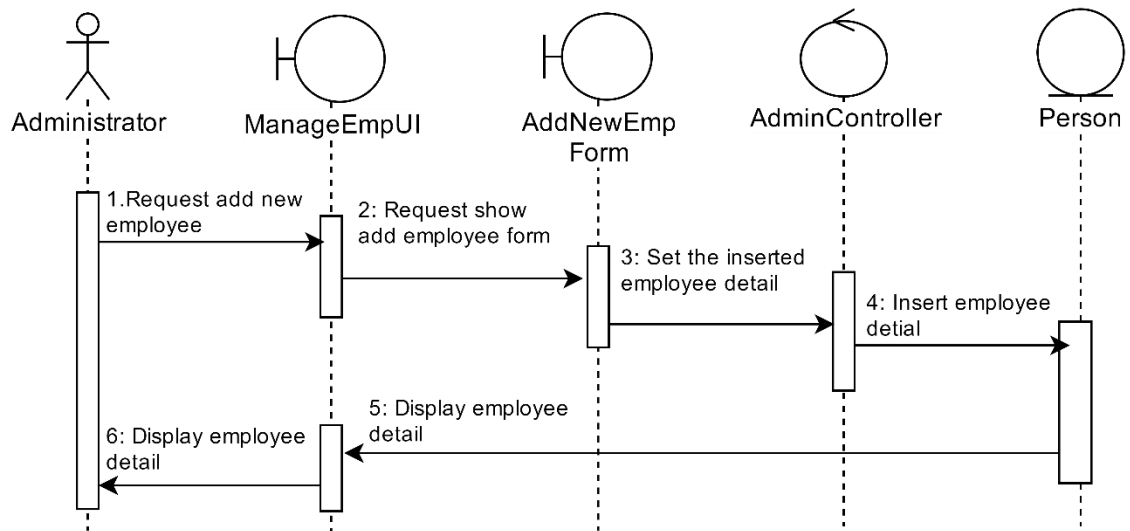 Administrator
ManageEmpUI
AddNewEmp
Form
AdminController
Person
1.Request add new
employee
2: Request show
add employee form
3: Set the inserted
employee detail
4: Insert employee
detial
5: Display employee
detail
6: Display employee
detail